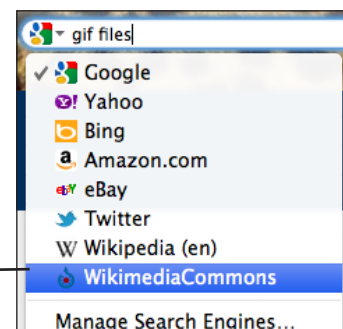 gif files
Google
Yahoo
Bing
Amazon.com
eBay
Twitter
Wikipedia (en)
WikimediaCommons
Manage Search Engines...